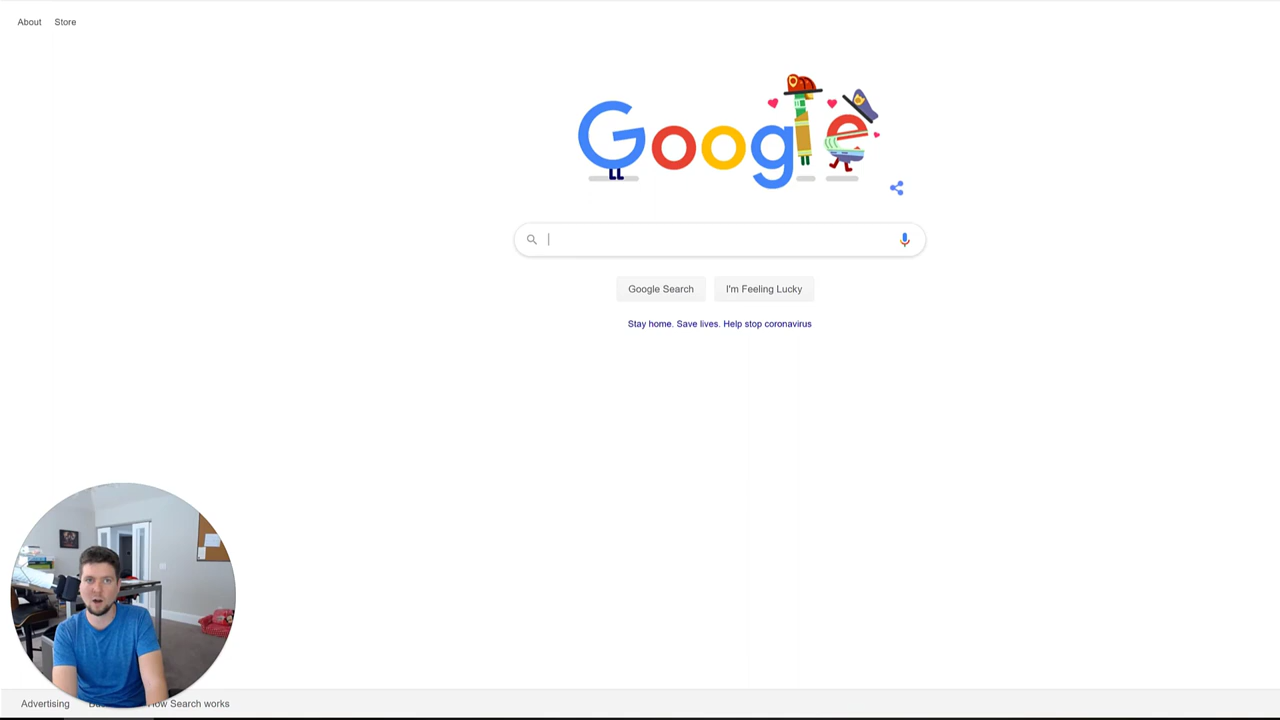 About Store
Google
Google Search I'm Feeling Lucky
Stay home. Save lives. Help stop coronavirus
Advertising How Search works